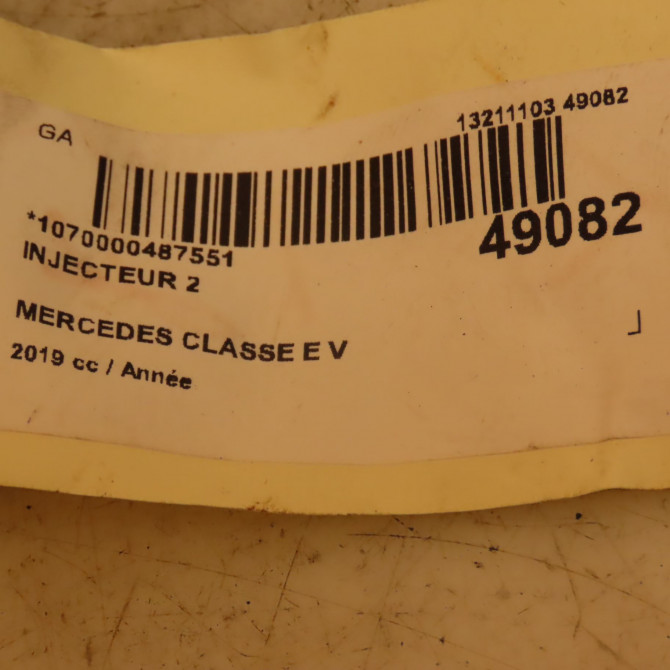 GA
13211103 49082
*1070000487551
49082
INJECTEUR 2
MERCEDES CLASSE E V
2019 cc / Année